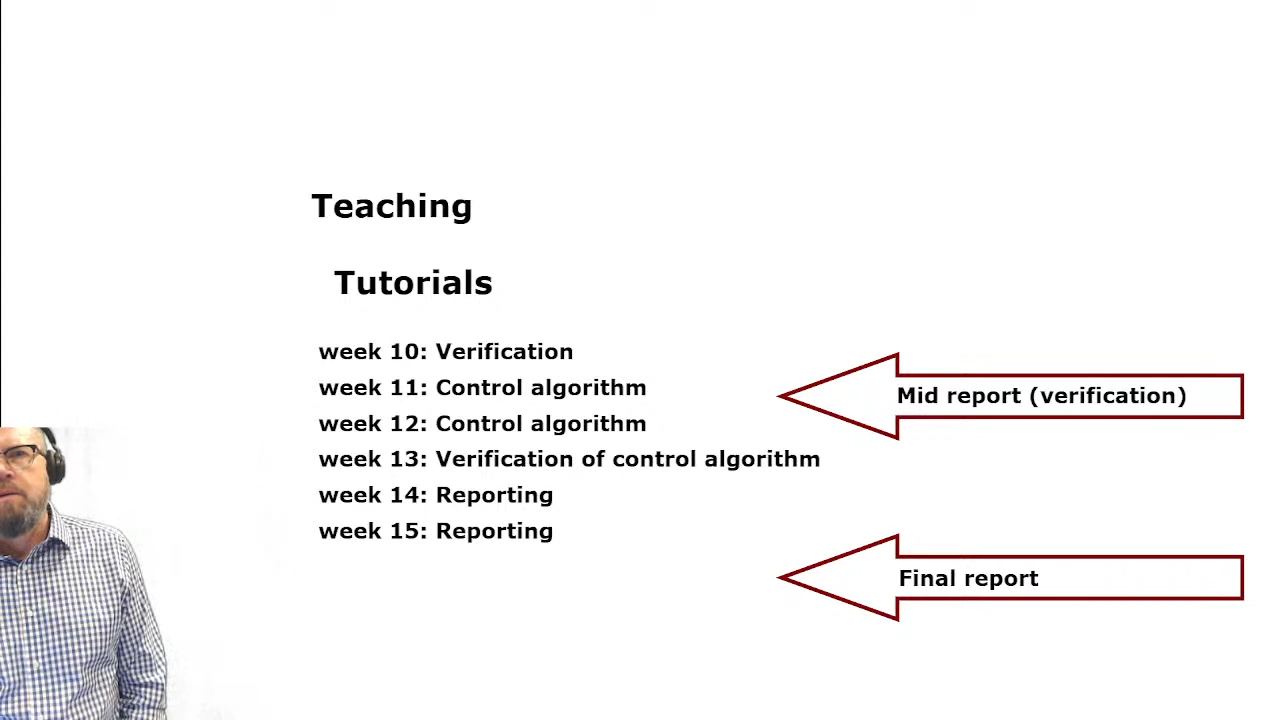 Teaching
Tutorials
week 10: Verification
week 11: Control algorithm
Mid report (verification)
week 12: Control algorithm
week 13: Verification of control algorithm
week 14: Reporting
week 15: Reporting
Final report